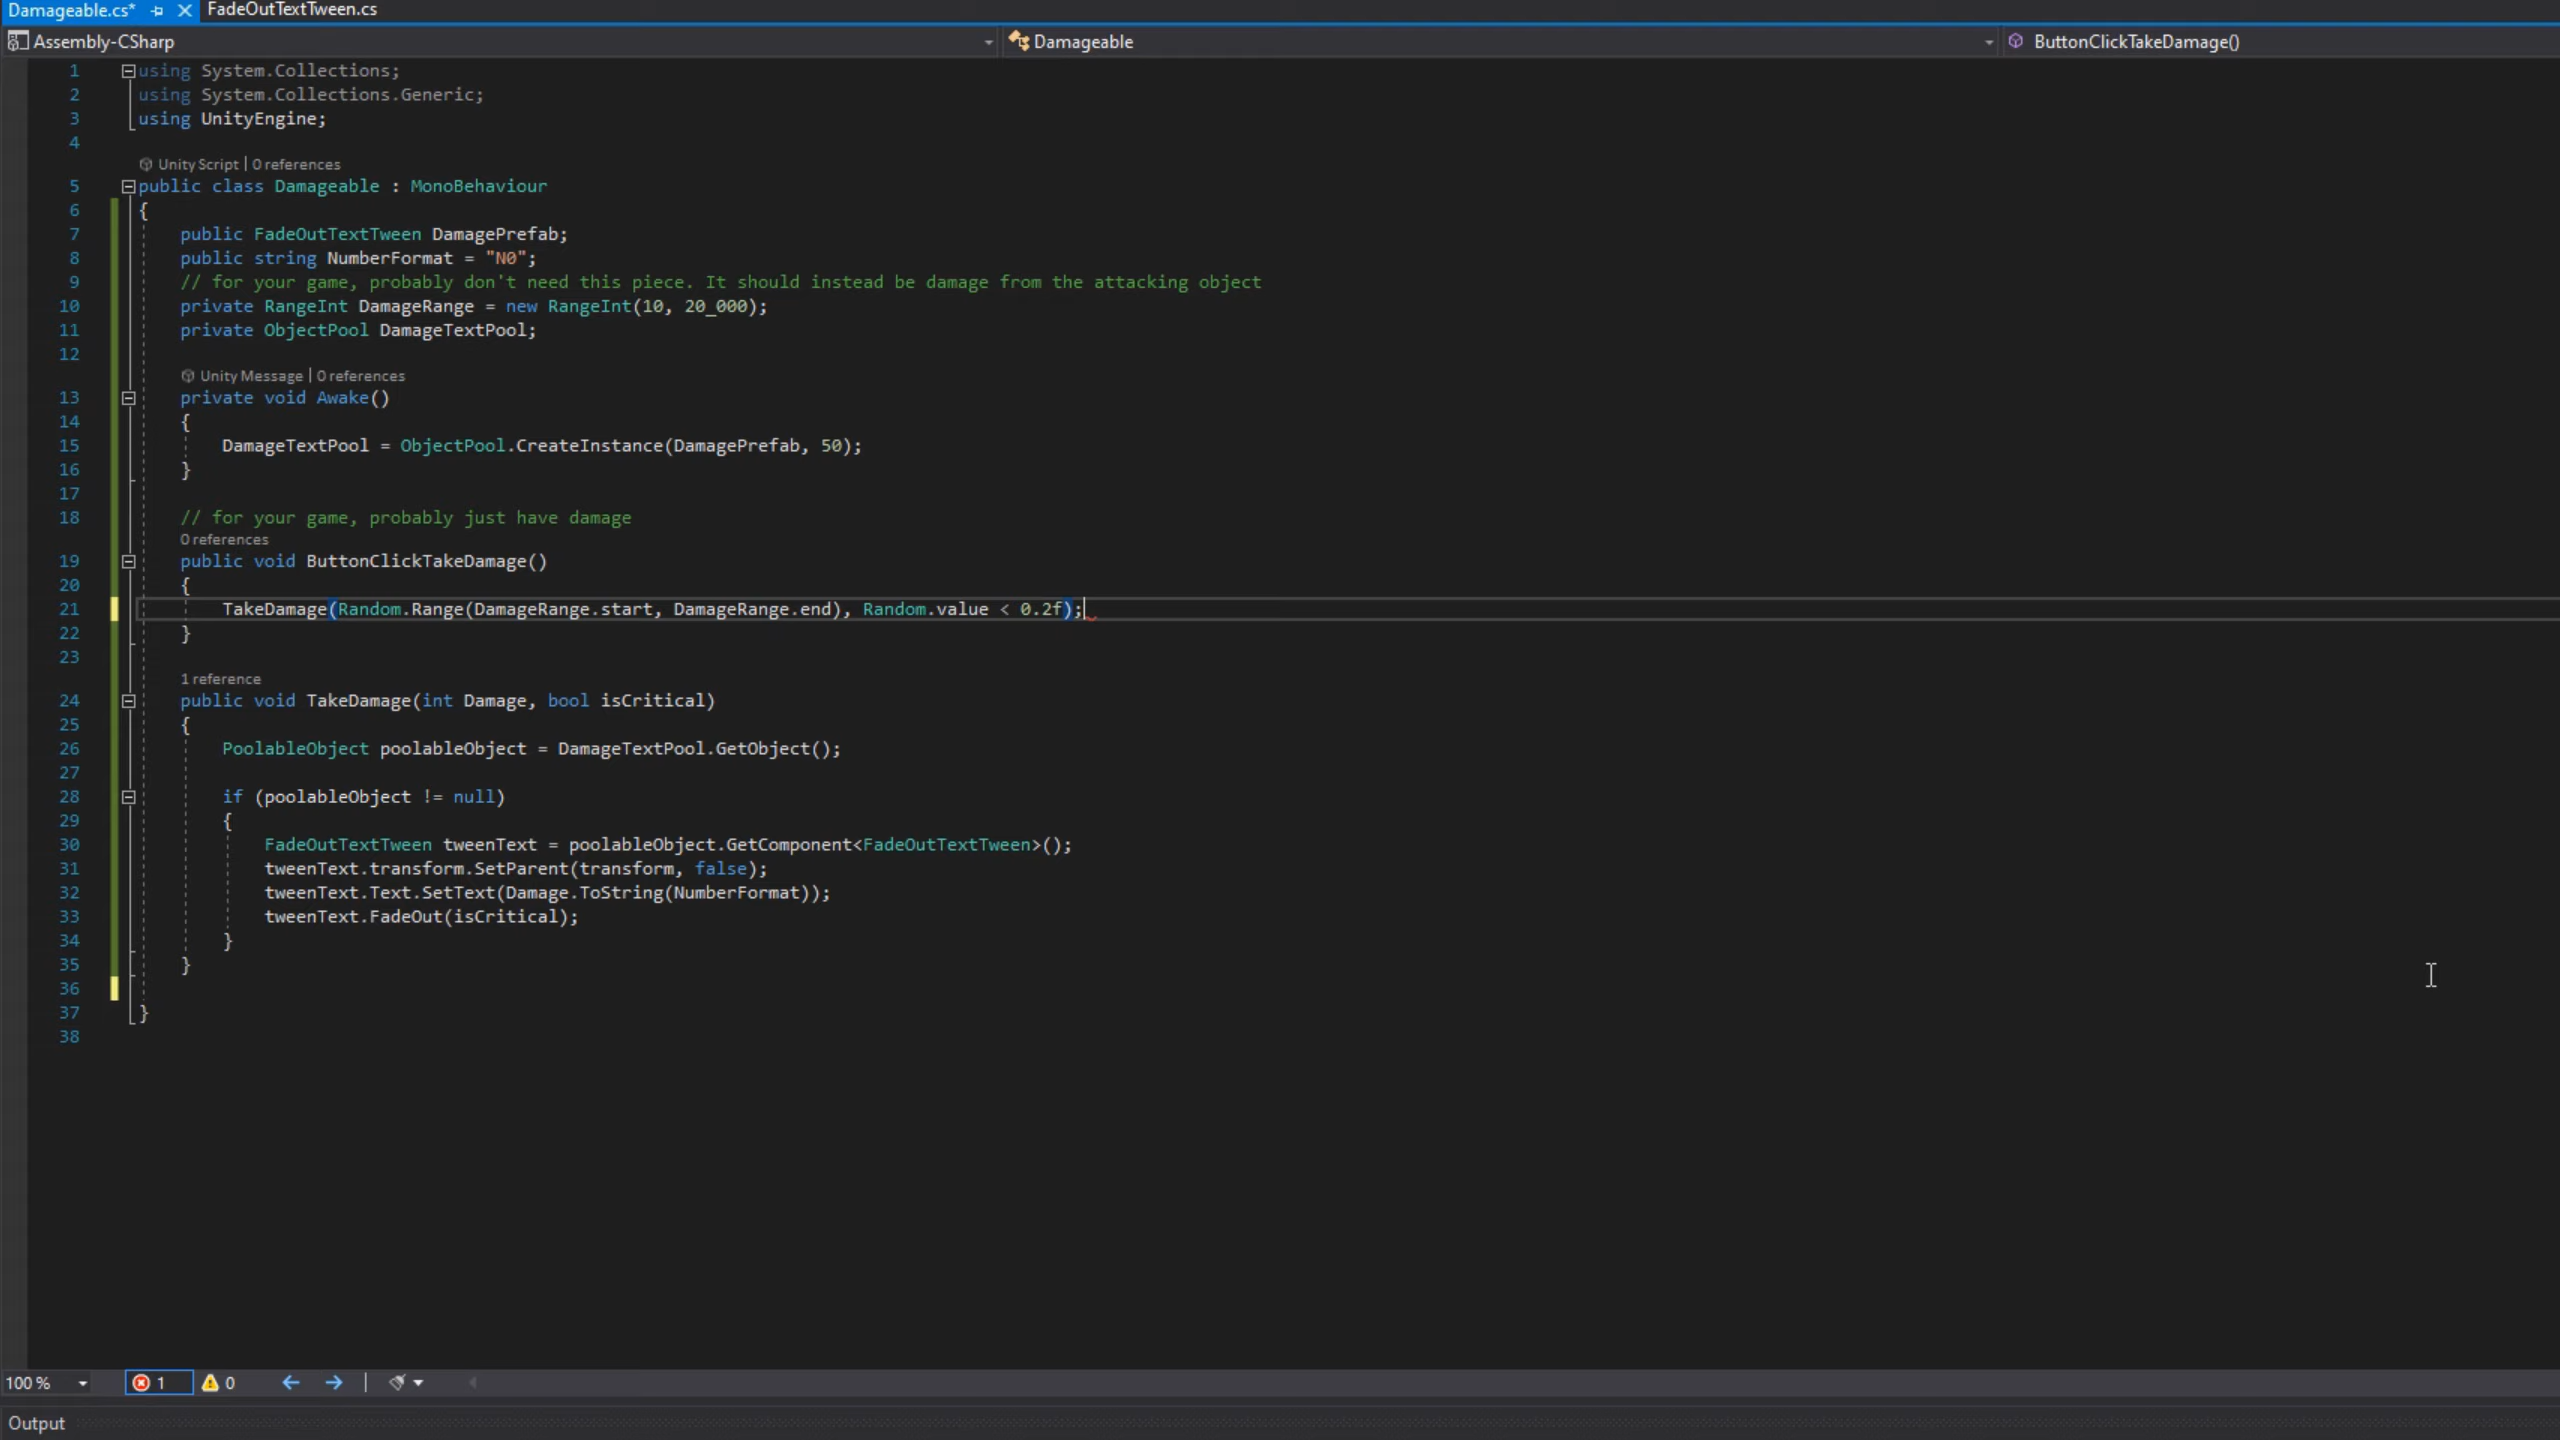 Damageable.cs* FadeOutTextTween.cs
Assembly-CSharp Damageable ButtonClickTakeDamage()
1 using System.Collections;
2 using System.Collections.Generic;
3 using UnityEngine;
4
Unity Script | 0 references
5 public class Damageable : MonoBehaviour
6 {
7 public FadeOutTextTween DamagePrefab;
8 public string NumberFormat = "N0";
9 // for your game, probably don't need this piece. It should instead be damage from the attacking object
10 private RangeInt DamageRange = new RangeInt(10, 20_000);
11 private ObjectPool DamageTextPool;
12
Unity Message | 0 references
13 private void Awake()
14 {
15 DamageTextPool = ObjectPool.CreateInstance(DamagePrefab, 50);
16 }
17
18 // for your game, probably just have damage
0 references
19 public void ButtonClickTakeDamage()
20 {
21 TakeDamage(Random.Range(DamageRange.start, DamageRange.end), Random.value < 0.2f);
22 }
23
1 reference
24 public void TakeDamage(int Damage, bool isCritical)
25 {
26 PoolableObject poolableObject = DamageTextPool.GetObject();
27
28 if (poolableObject != null)
29 {
30 FadeOutTextTween tweenText = poolableObject.GetComponent<FadeOutTextTween>();
31 tweenText.transform.SetParent(transform, false);
32 tweenText.Text.SetText(Damage.ToString(NumberFormat));
33 tweenText.FadeOut(isCritical);
34 }
35 }
36
37 }
38
100 % 1 0
Output